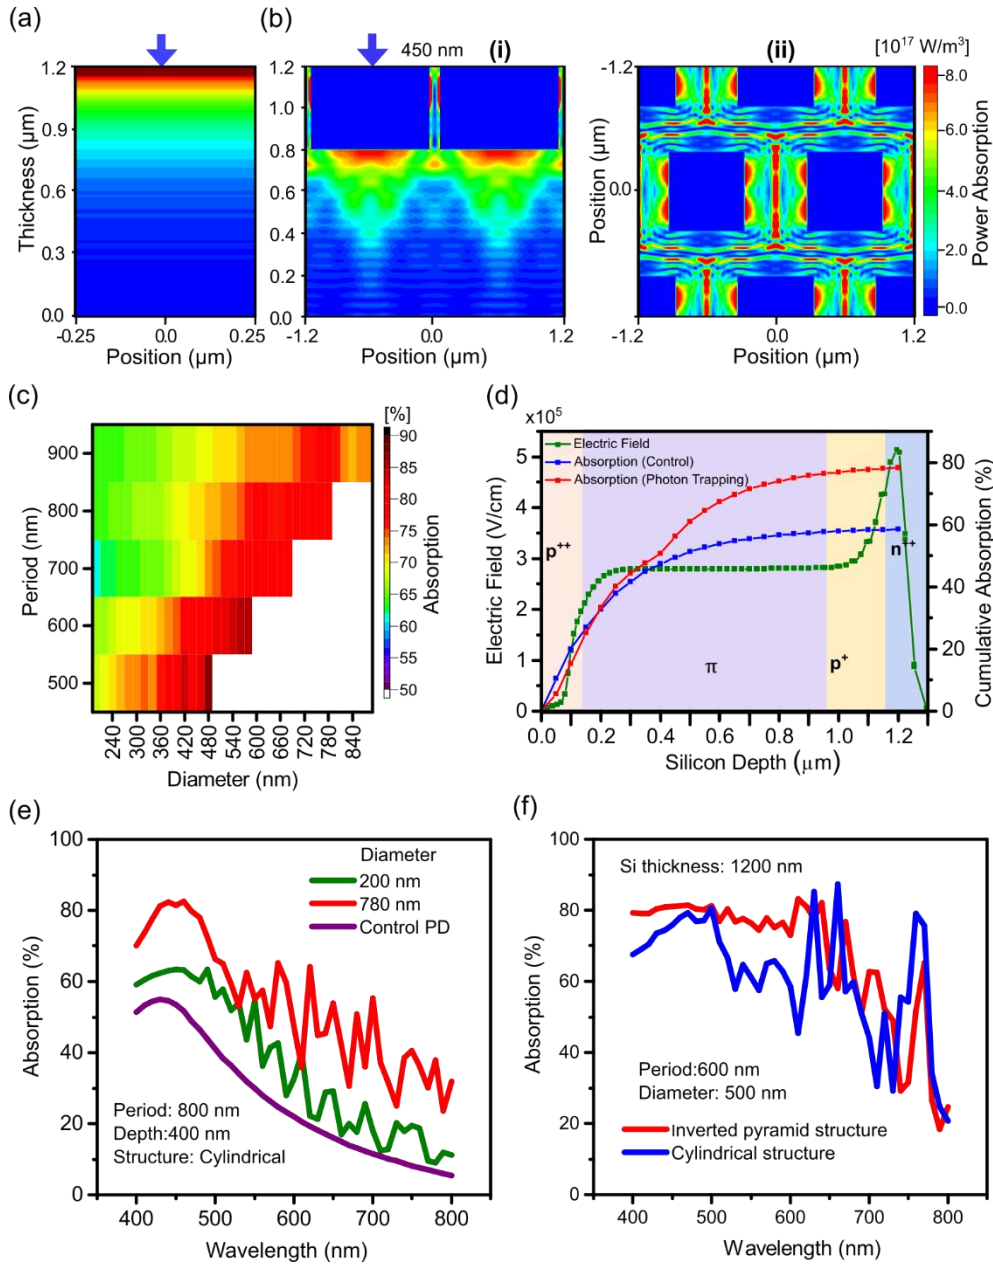 (a)
(b)
450 nm
(i)
(ii)
[10¹⁷ W/m³]
1.2
0.9
0.6
0.3
0.0
Thickness (µm)
-0.25
0.0
0.25
Position (µm)
1.2
1.0
0.8
0.6
0.4
0.2
0.0
-1.2
0.0
1.2
Position (µm)
-1.2
0.0
1.2
Position (µm)
-1.2
0.0
1.2
Position (µm)
8.0
6.0
4.0
2.0
0.0
Power Absorption
(c)
[%]
900
800
700
600
500
Period (nm)
240
300
360
420
480
540
600
660
720
780
840
Diameter (nm)
90
85
80
75
70
65
60
55
50
Absorption
(d)
×10⁵
Electric Field
Absorption (Control)
Absorption (Photon Trapping)
5
4
3
2
1
0
Electric Field (V/cm)
p⁺⁺
π
p⁺
n⁺⁺
80
60
40
20
0
Cumulative Absorption (%)
0.0
0.2
0.4
0.6
0.8
1.0
1.2
Silicon Depth (µm)
(e)
100
80
60
40
20
0
Absorption (%)
Diameter
200 nm
780 nm
Control PD
Period: 800 nm
Depth:400 nm
Structure: Cylindrical
400
500
600
700
800
Wavelength (nm)
(f)
100
80
60
40
20
0
Absorption (%)
Si thickness: 1200 nm
Period:600 nm
Diameter: 500 nm
Inverted pyramid structure
Cylindrical structure
400
500
600
700
800
Wavelength (nm)